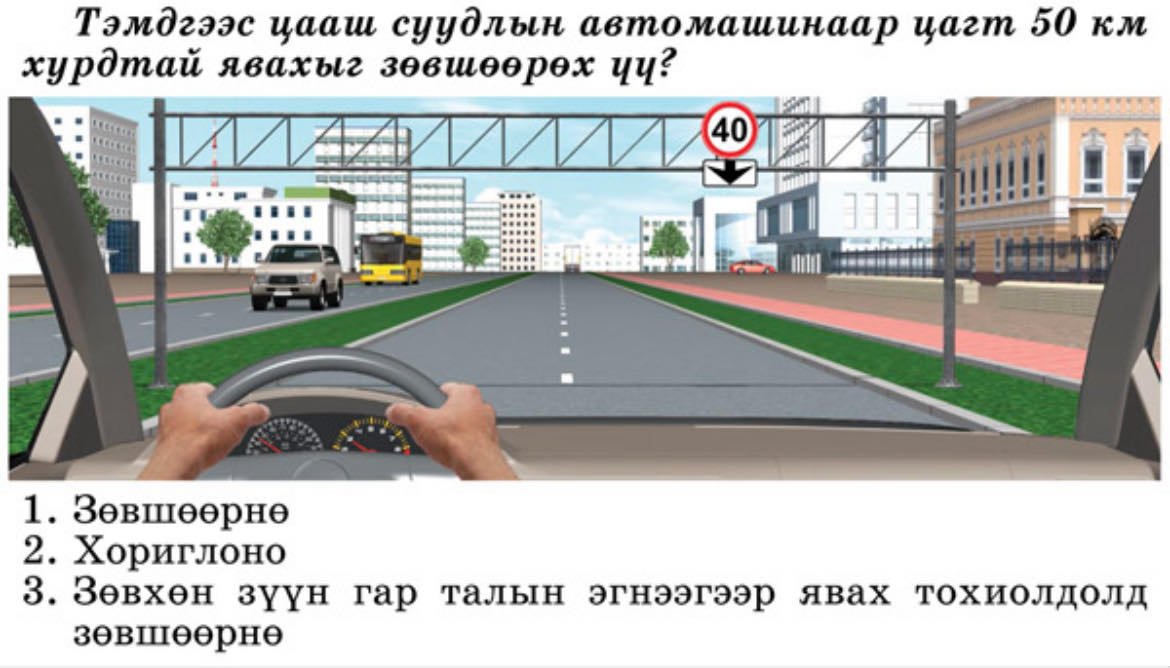 Тэмдгээс цааш суудлын автомашинаар цагт 50 км
хурдтай явахыг зөвшөөрөх үү?
40
1. Зөвшөөрнө
2. Хориглоно
3. Зөвхөн зүүн гар талын эгнээгээр явах тохиолдолд
зөвшөөрнө